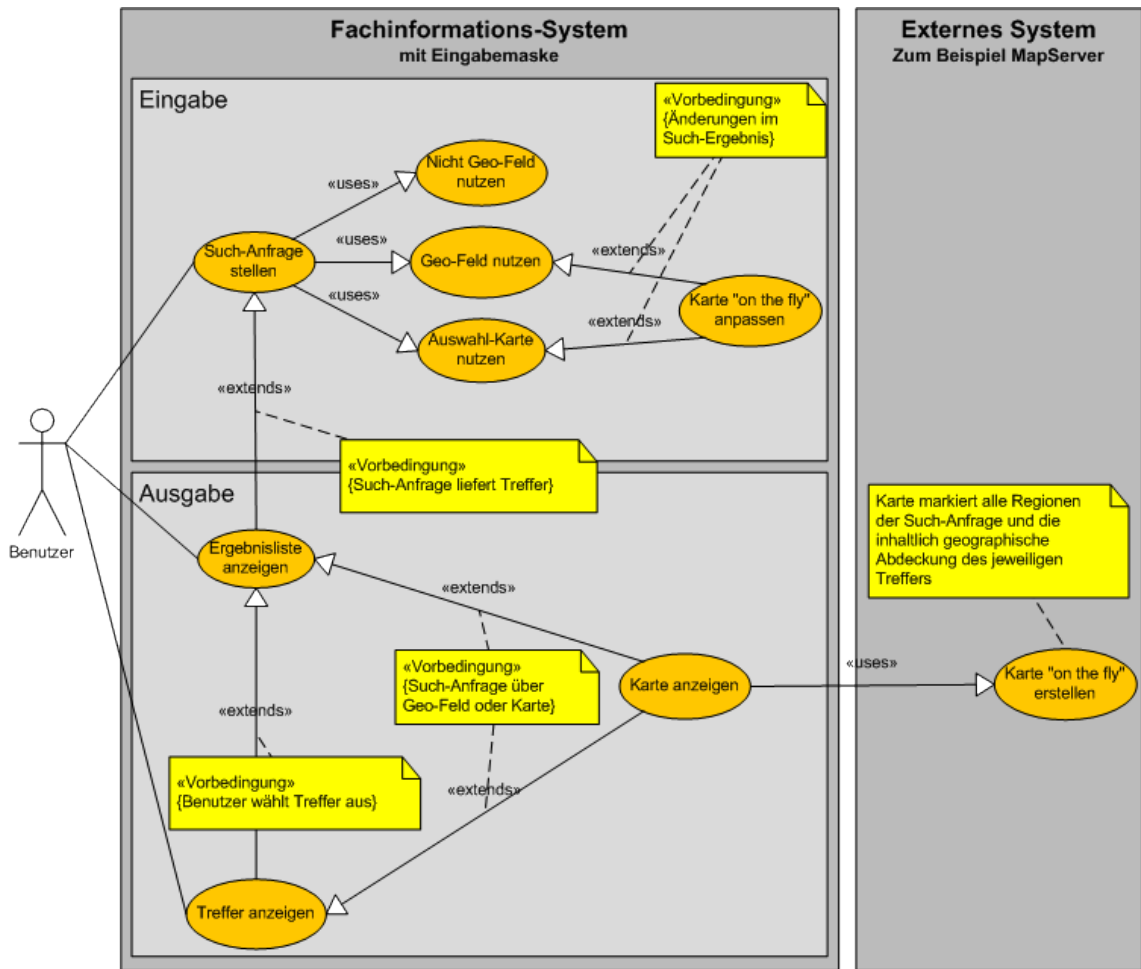 Fachinformations-System
mit Eingabemaske
Externes System
Zum Beispiel MapServer
Eingabe
«Vorbedingung»
{Änderungen im
Such-Ergebnis}
Nicht Geo-Feld
nutzen
«uses»
Such-Anfrage
stellen
«uses»
Geo-Feld nutzen
«extends»
«uses»
Karte "on the fly"
anpassen
«extends»
Auswahl-Karte
nutzen
«extends»
«Vorbedingung»
{Such-Anfrage liefert Treffer}
Benutzer
Ausgabe
Karte markiert alle Regionen
der Such-Anfrage und die
inhaltlich geographische
Abdeckung des jeweiligen
Treffers
Ergebnisliste
anzeigen
«extends»
«Vorbedingung»
{Such-Anfrage über
Geo-Feld oder Karte}
Karte anzeigen
«uses»
Karte "on the fly"
erstellen
«extends»
«Vorbedingung»
{Benutzer wählt Treffer aus}
«extends»
Treffer anzeigen